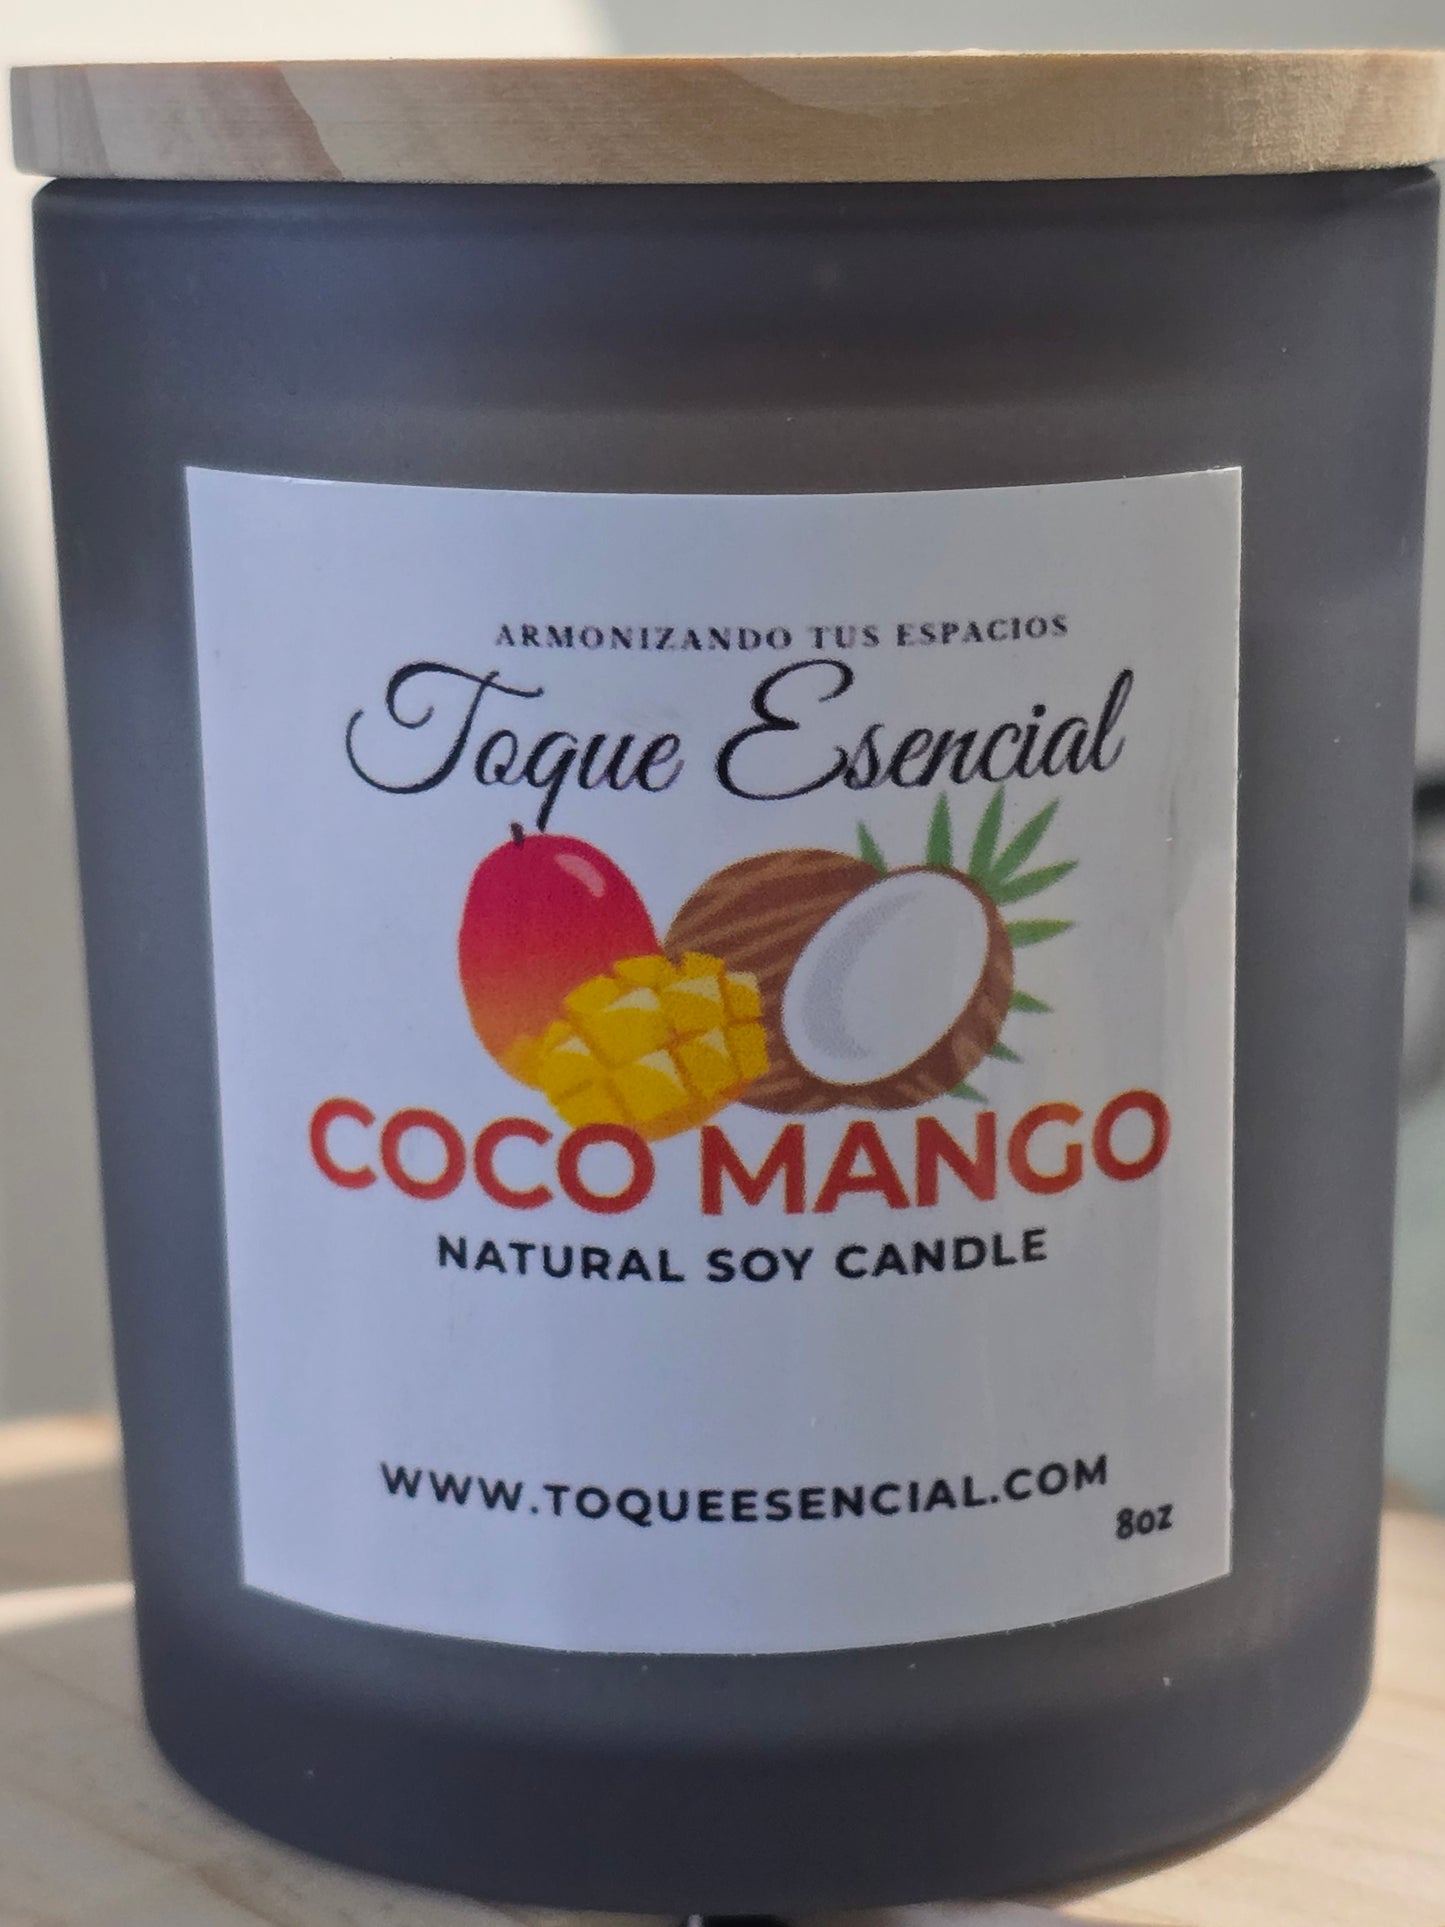 ARMONIZANDO TUS ESPACIOS
Toque Esencial
COCO MANGO
NATURAL SOY CANDLE
WWW.TOQUEESENCIAL.COM
8oz